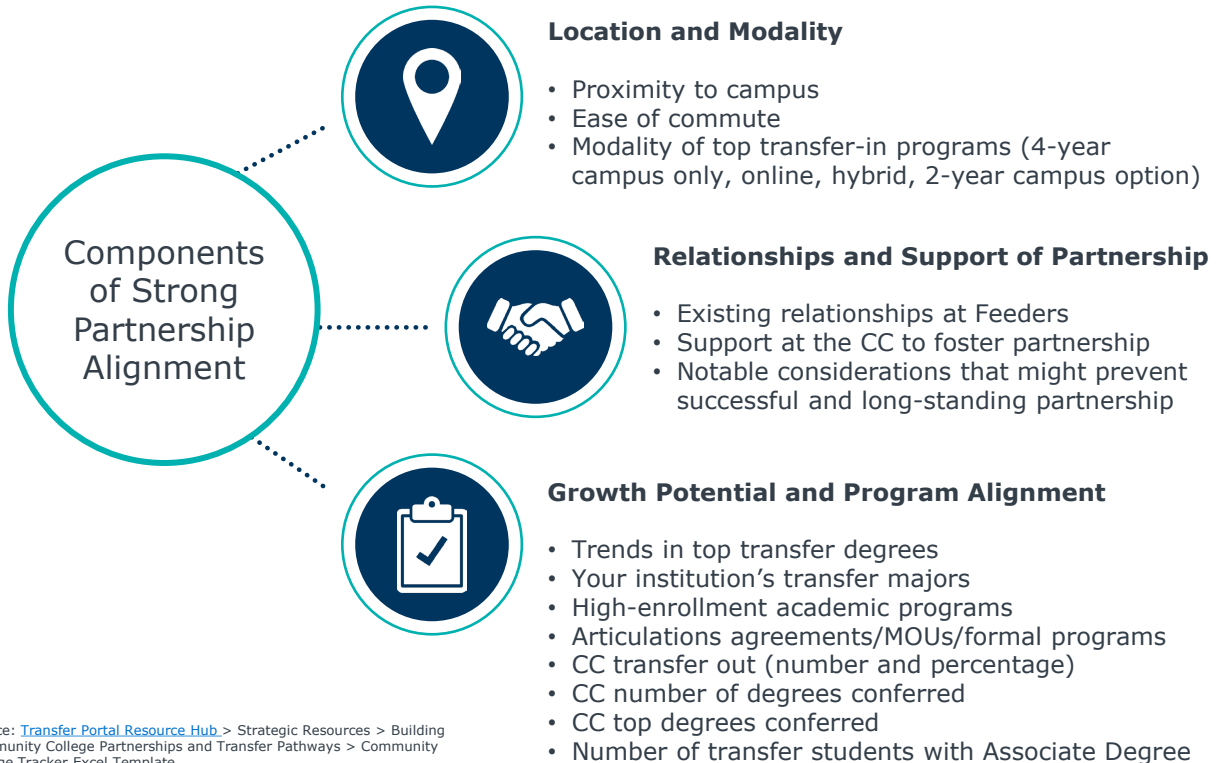 Components
of Strong
Partnership
Alignment
Location and Modality
• Proximity to campus
• Ease of commute
• Modality of top transfer-in programs (4-year
campus only, online, hybrid, 2-year campus option)
Relationships and Support of Partnership
• Existing relationships at Feeders
• Support at the CC to foster partnership
• Notable considerations that might prevent
successful and long-standing partnership
Growth Potential and Program Alignment
• Trends in top transfer degrees
• Your institution's transfer majors
• High-enrollment academic programs
• Articulations agreements/MOUs/formal programs
• CC transfer out (number and percentage)
• CC number of degrees conferred
• CC top degrees conferred
• Number of transfer students with Associate Degree
ce: Transfer Portal Resource Hub > Strategic Resources > Building
munity College Partnerships and Transfer Pathways > Community
ge Tracker Excel Template